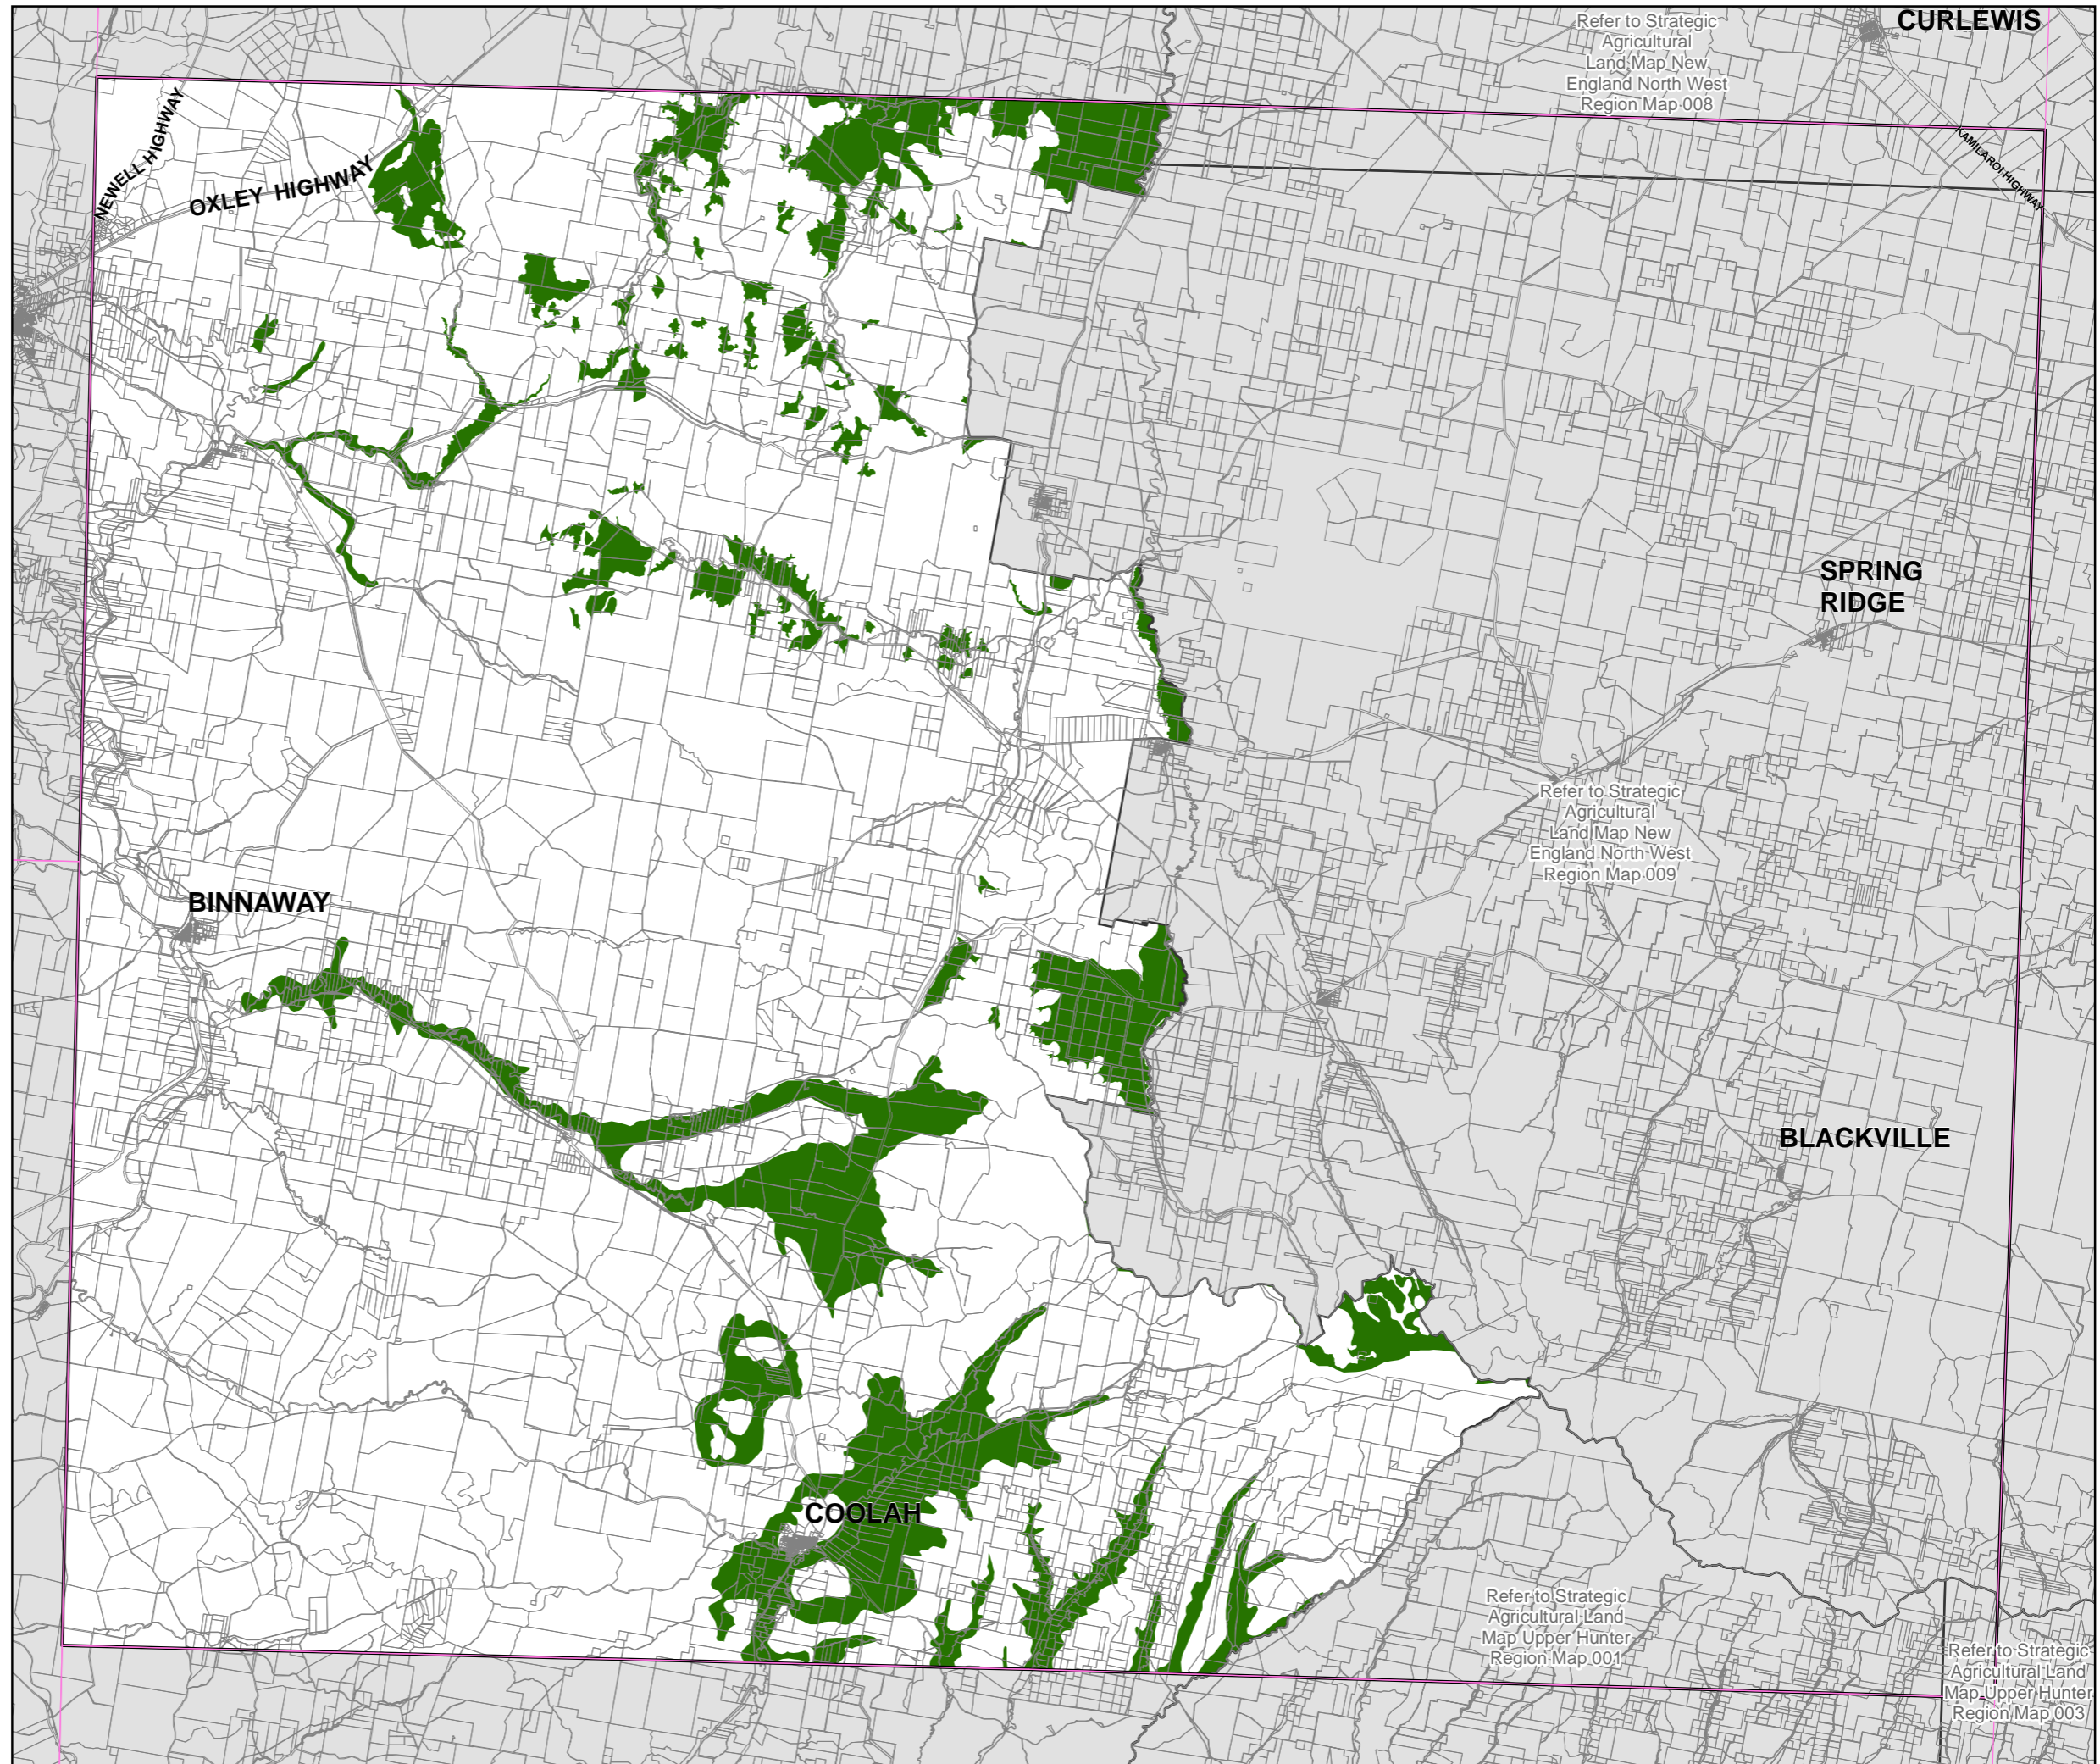 CURLEWIS
Refer to Strategic
Agricultural
Land Map New
England North West
Region Map 008
NEWELL HIGHWAY
OXLEY HIGHWAY
KAMILAROI HIGHWAY
SPRING
RIDGE
Refer to Strategic
Agricultural
Land Map New
England North West
Region Map 009
BINNAWAY
BLACKVILLE
COOLAH
Refer to Strategic
Agricultural Land
Map Upper Hunter
Region Map 001
Refer to Strategic
Agricultural Land
Map Upper Hunter
Region Map 003